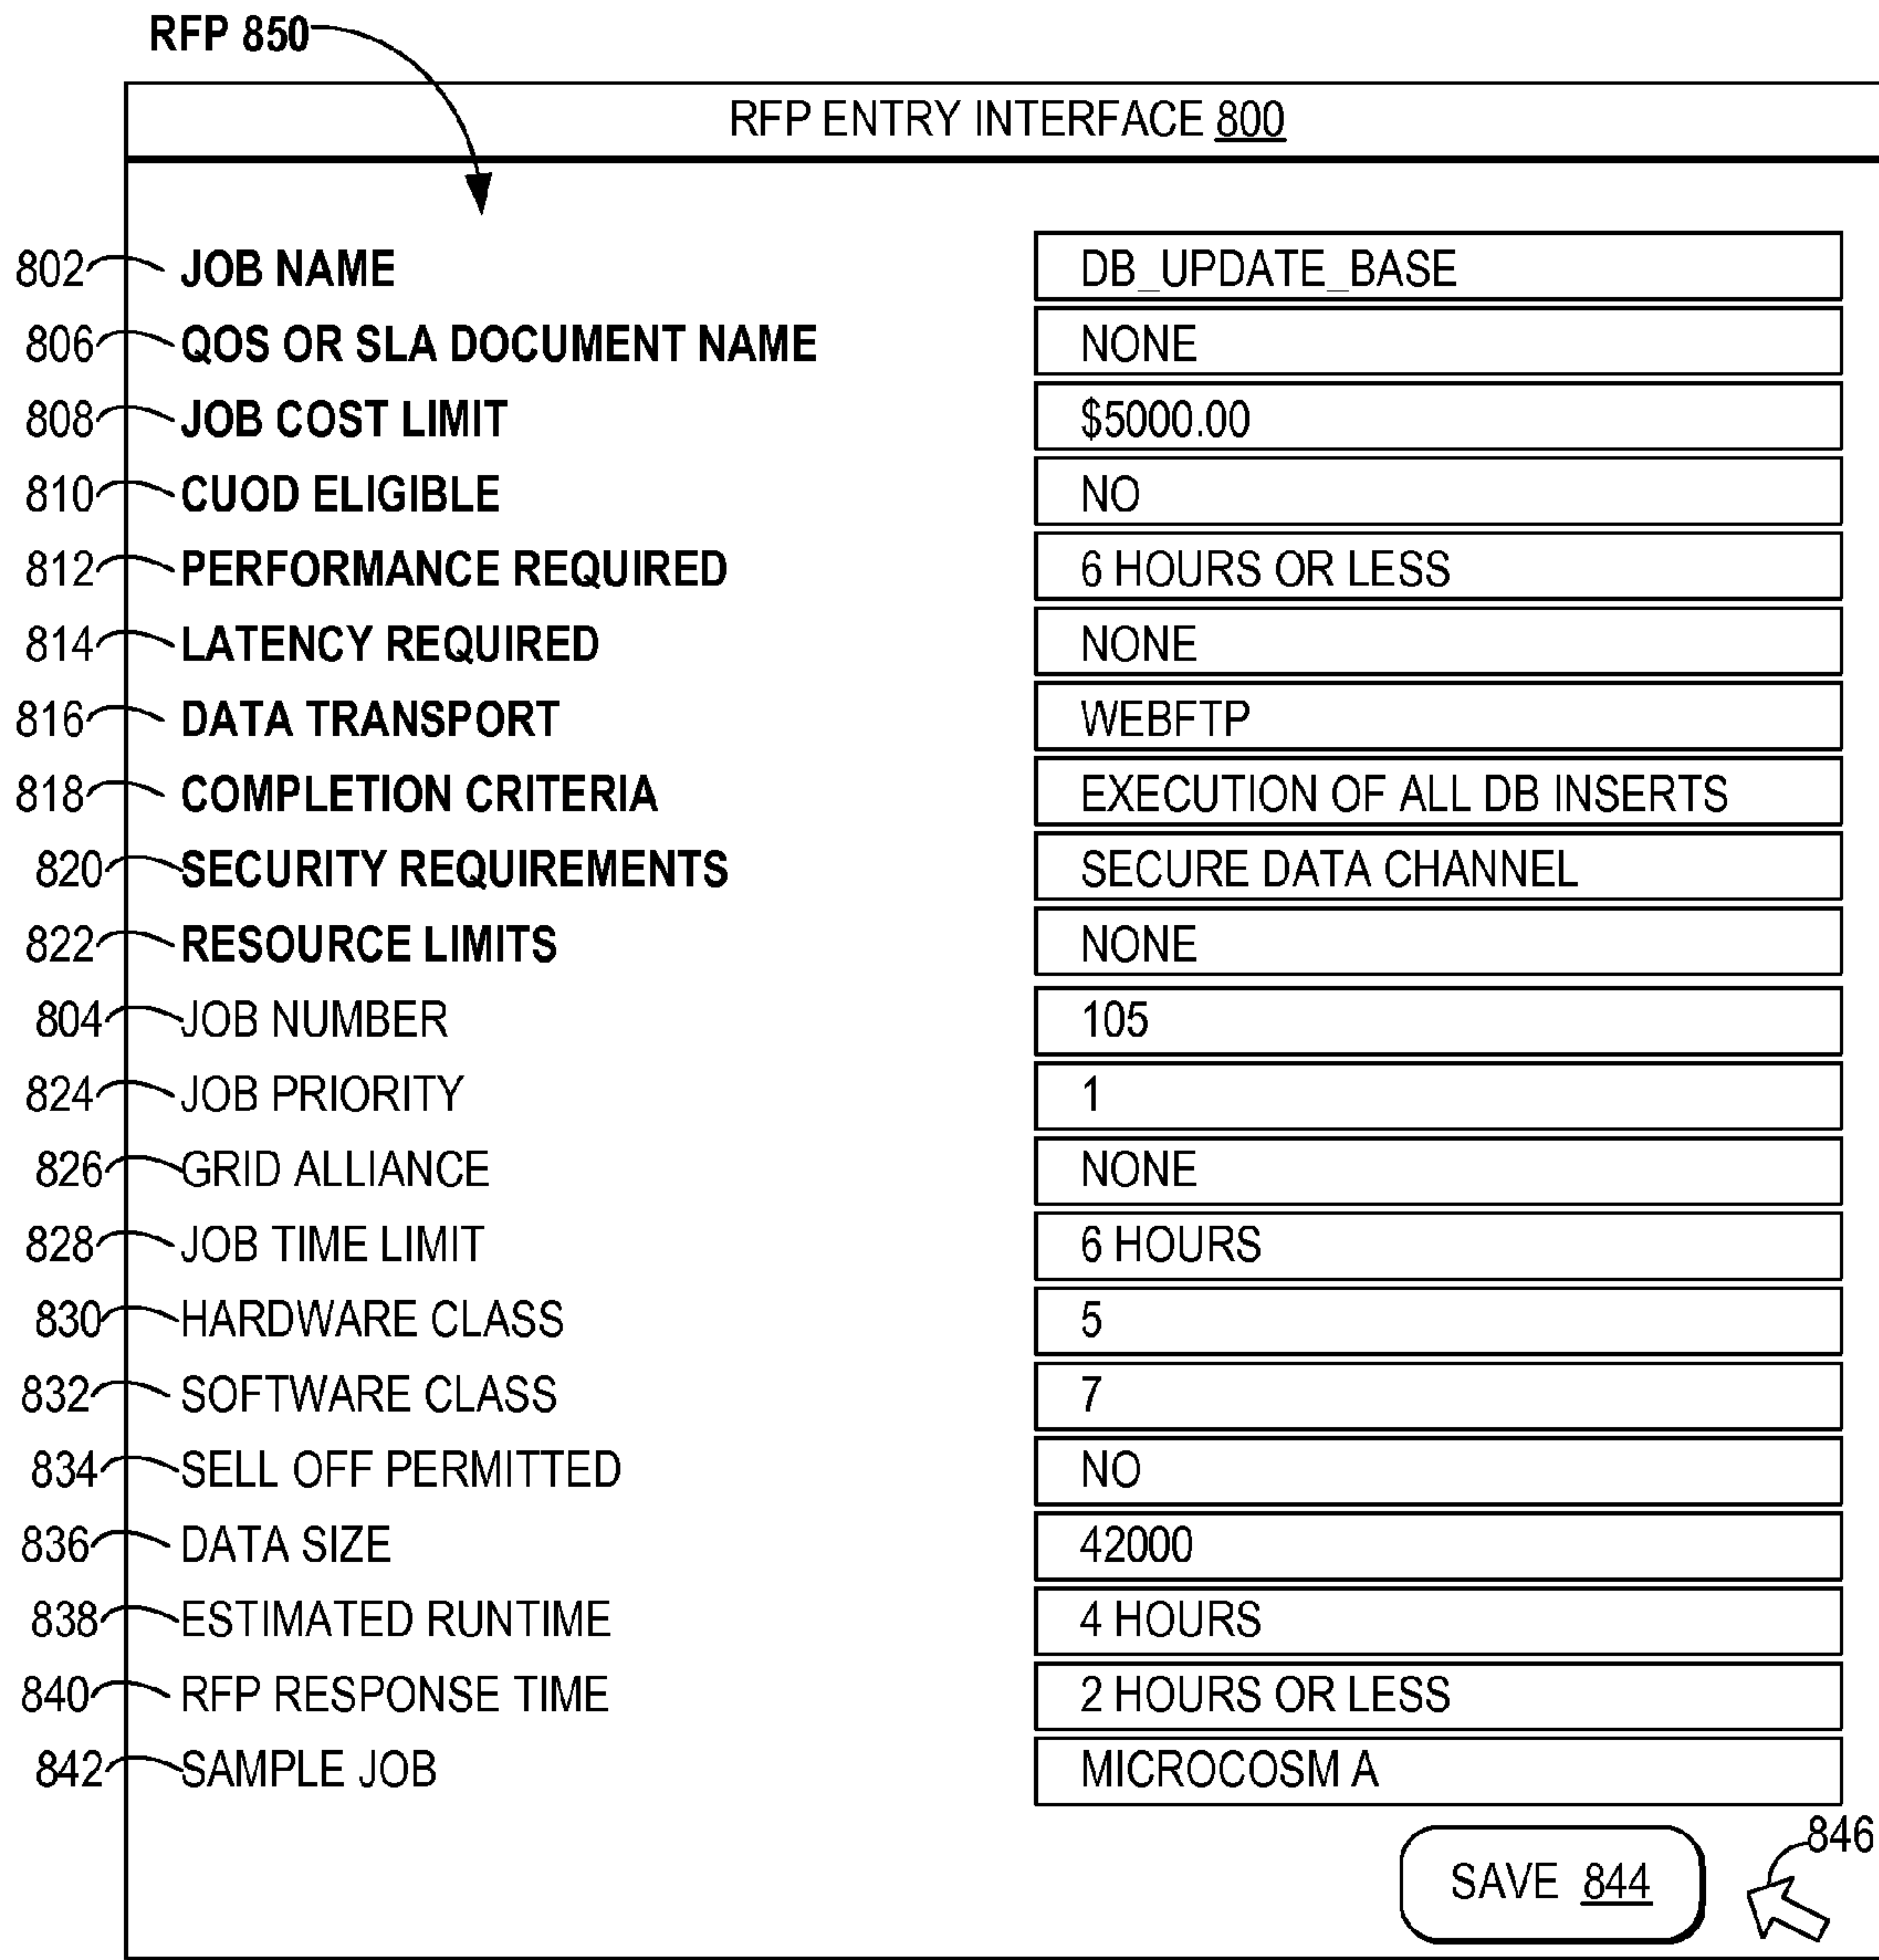 RFP 850
RFP ENTRY INTERFACE 800
802 JOB NAME DB_UPDATE_BASE
806 QOS OR SLA DOCUMENT NAME NONE
808 JOB COST LIMIT $5000.00
810 CUOD ELIGIBLE NO
812 PERFORMANCE REQUIRED 6 HOURS OR LESS
814 LATENCY REQUIRED NONE
816 DATA TRANSPORT WEBFTP
818 COMPLETION CRITERIA EXECUTION OF ALL DB INSERTS
820 SECURITY REQUIREMENTS SECURE DATA CHANNEL
822 RESOURCE LIMITS NONE
804 JOB NUMBER 105
824 JOB PRIORITY 1
826 GRID ALLIANCE NONE
828 JOB TIME LIMIT 6 HOURS
830 HARDWARE CLASS 5
832 SOFTWARE CLASS 7
834 SELL OFF PERMITTED NO
836 DATA SIZE 42000
838 ESTIMATED RUNTIME 4 HOURS
840 RFP RESPONSE TIME 2 HOURS OR LESS
842 SAMPLE JOB MICROCOSM A
846
SAVE 844